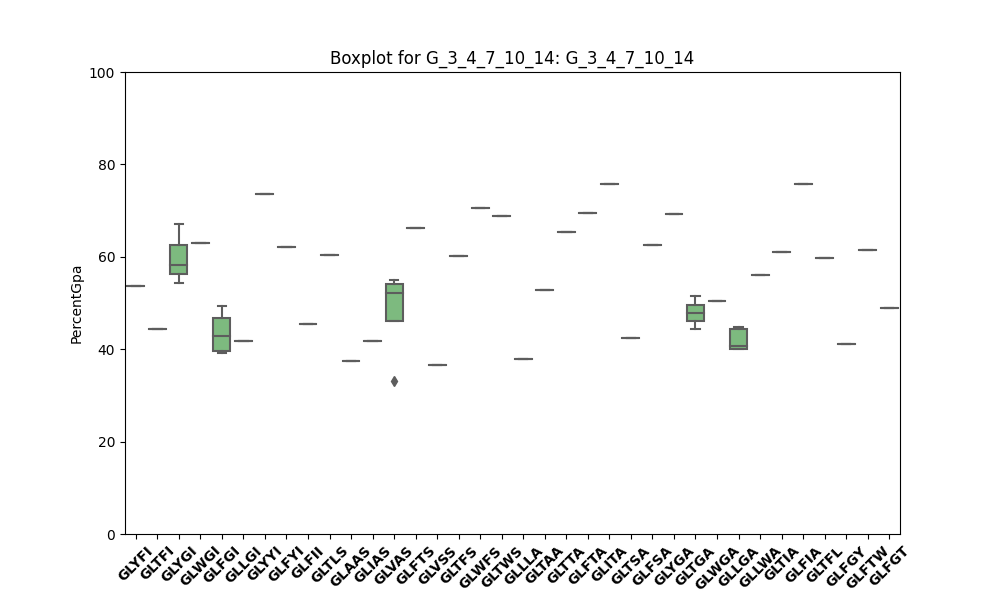 Boxplot for G_3_4_7_10_14: G_3_4_7_10_14
PercentGpa
100
80
60
40
20
0
GLYFI
GLTFI
GLYGI
GLWGI
GLFGI
GLLGI
GLYYI
GLFYI
GLFII
GLTLS
GLAAS
GLIAS
GLVAS
GLFTS
GLVSS
GLTFS
GLWFS
GLTWS
GLLLA
GLTAA
GLTTA
GLFTA
GLITA
GLTSA
GLFSA
GLYGA
GLTGA
GLWGA
GLLGA
GLLWA
GLTIA
GLFIA
GLTFL
GLFGY
GLFTW
GLFGT